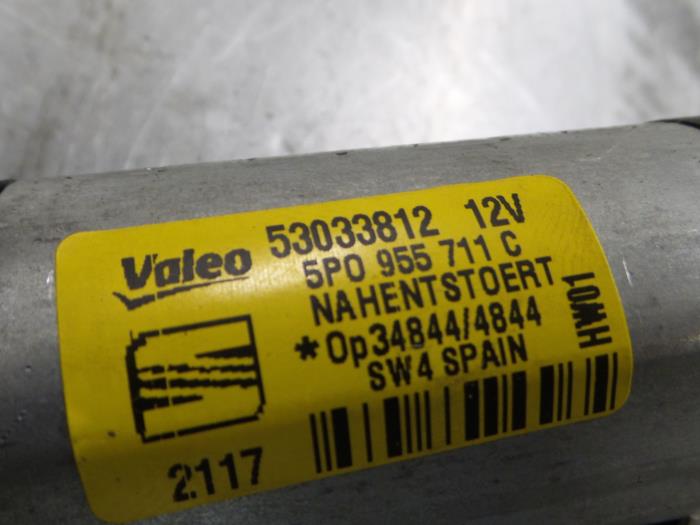 Valeo 53033812 12V
5P0 955 711 C
NAHENTSTOERT
*Op34844/4844
SW4 SPAIN
HW01
2117